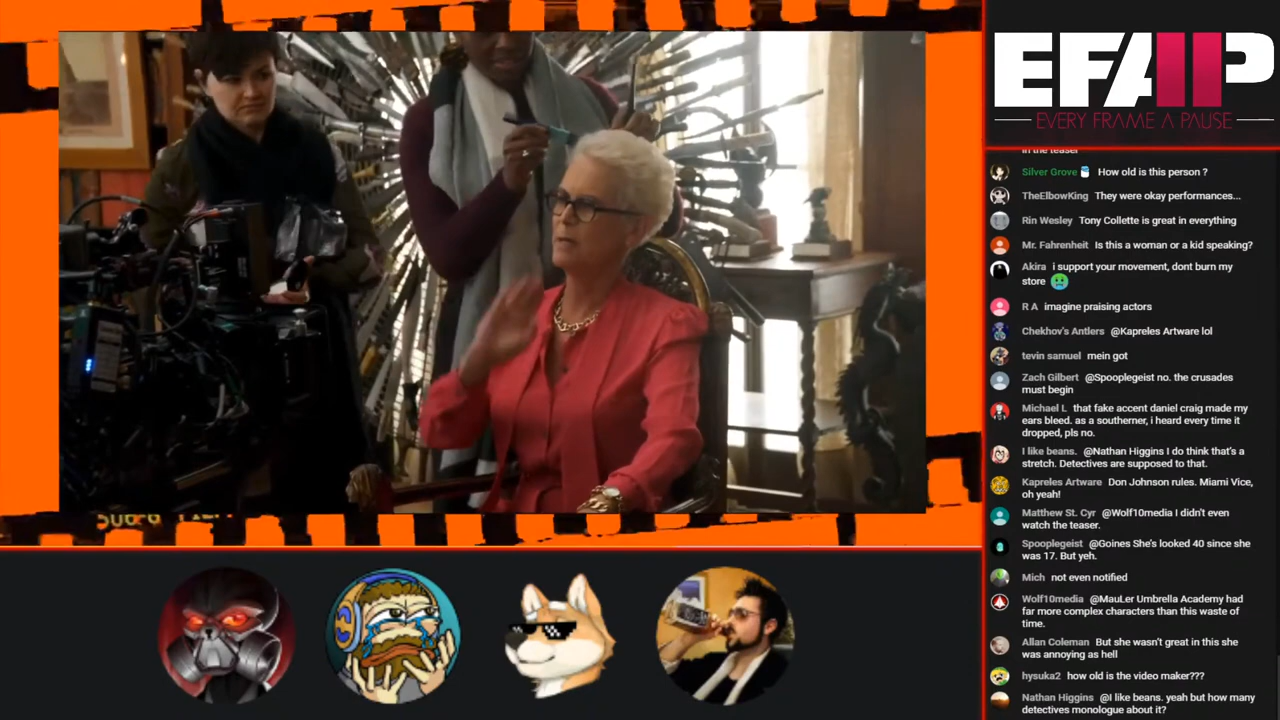 EFAP
EVERY FRAME A PAUSE
in the teaser
Silver Grove How old is this person ?
TheElbowKing They were okay performances...
Rin Wesley Tony Collette is great in everything
Mr. Fahrenheit Is this a woman or a kid speaking?
Akira i support your movement, dont burn my
store
R A imagine praising actors
Chekhov's Antlers @Kapreles Artware lol
tevin samuel mein got
Zach Gilbert @Spooplegeist no. the crusades
must begin
Michael L that fake accent daniel craig made my
ears bleed. as a southerner, i heard every time it
dropped, pls no.
I like beans. @Nathan Higgins I do think that's a
stretch. Detectives are supposed to that.
Kapreles Artware Don Johnson rules. Miami Vice,
oh yeah!
Matthew St. Cyr @Wolf10media I didn't even
watch the teaser.
Spooplegeist @Goines She's looked 40 since she
was 17. But yeh.
Mich not even notified
Wolf10media @MauLer Umbrella Academy had
far more complex characters than this waste of
time.
Allan Coleman But she wasn't great in this she
was annoying as hell
hysuka2 how old is the video maker???
Nathan Higgins @I like beans. yeah but how many
detectives monologue about it?